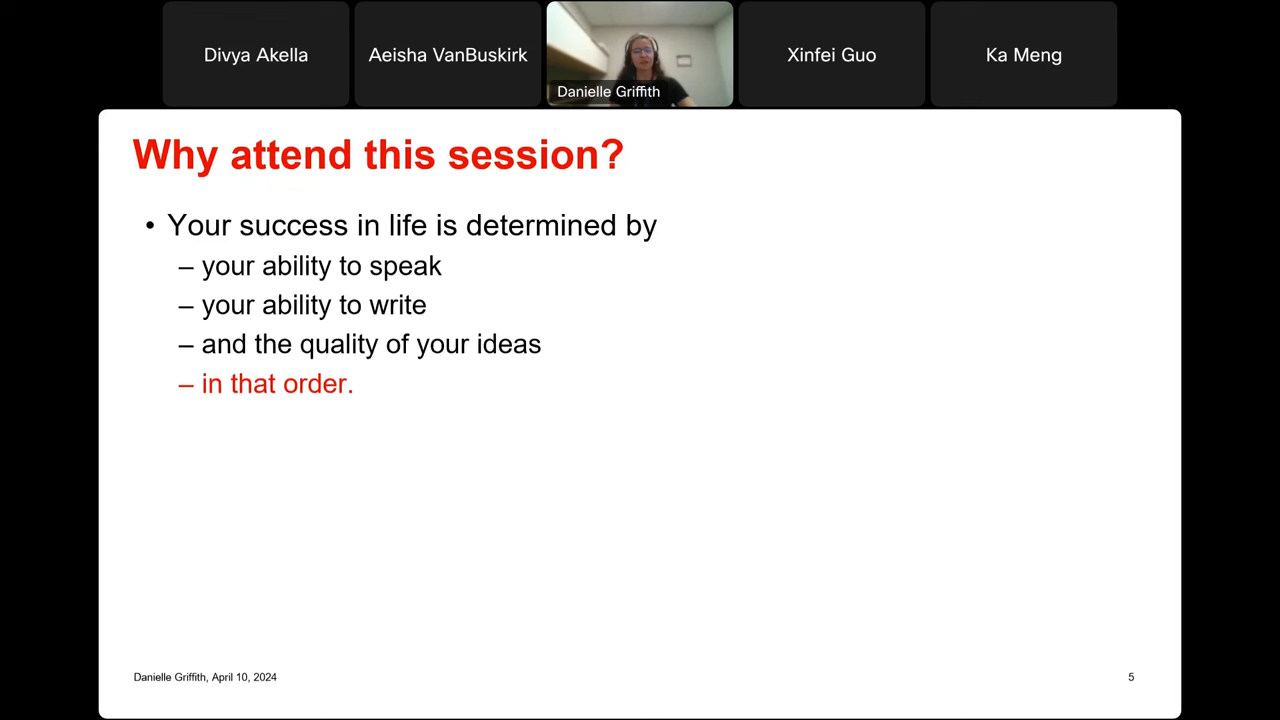 Divya Akella
Aeisha VanBuskirk
Danielle Griffith
Xinfei Guo
Ka Meng
Why attend this session?
• Your success in life is determined by
– your ability to speak
– your ability to write
– and the quality of your ideas
– in that order.
Danielle Griffith, April 10, 2024
5